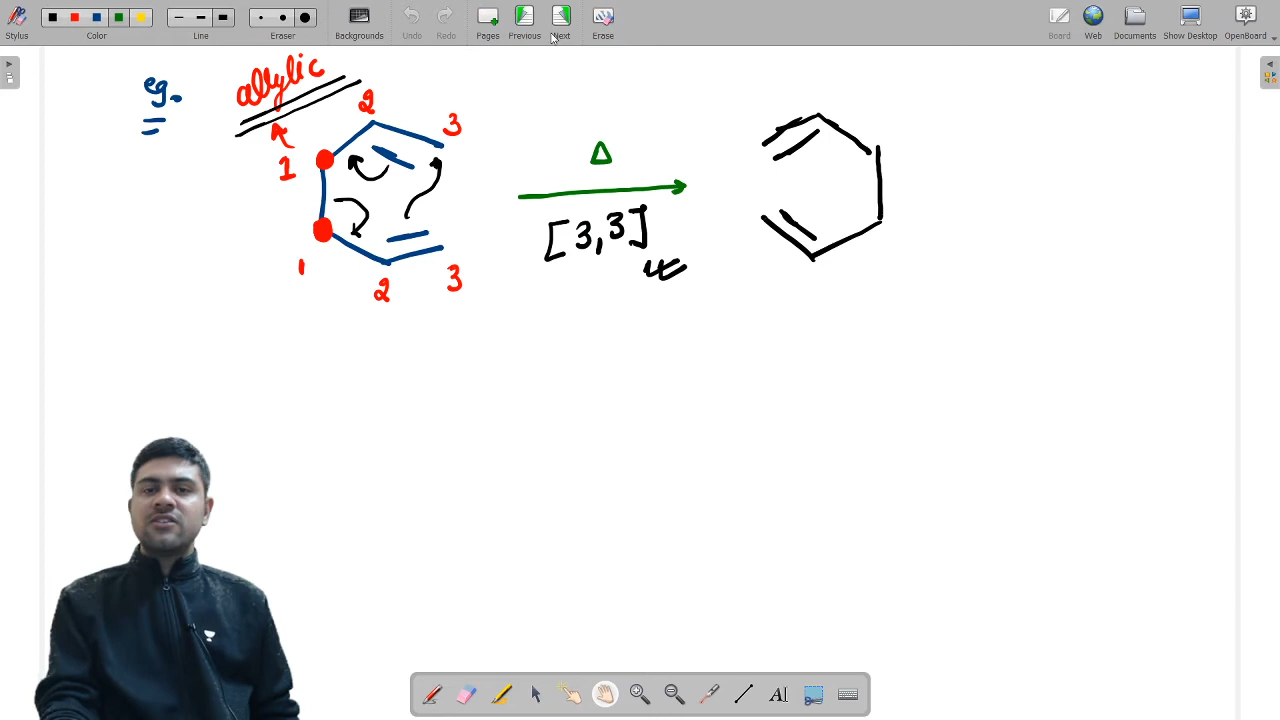 Stylus
Color
Line
Eraser
Backgrounds
Undo
Redo
Pages
Previous
Next
Erase
Board
Web
Documents
Show Desktop
OpenBoard
eg.
allylic
2
3
1
Δ
[3,3]
1
2
3
AI